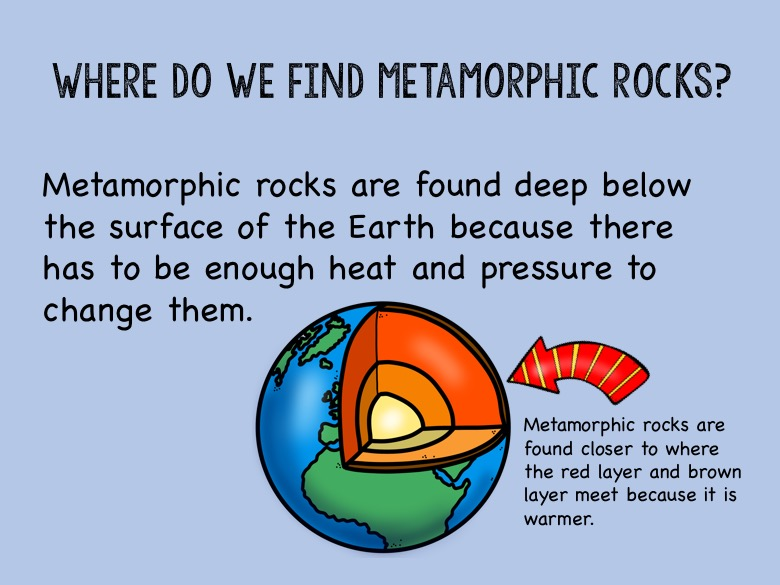 WHERE DO WE FIND METAMORPHIC ROCKS?
Metamorphic rocks are found deep below
the surface of the Earth because there
has to be enough heat and pressure to
change them.
Metamorphic rocks are
found closer to where
the red layer and brown
layer meet because it is
warmer.